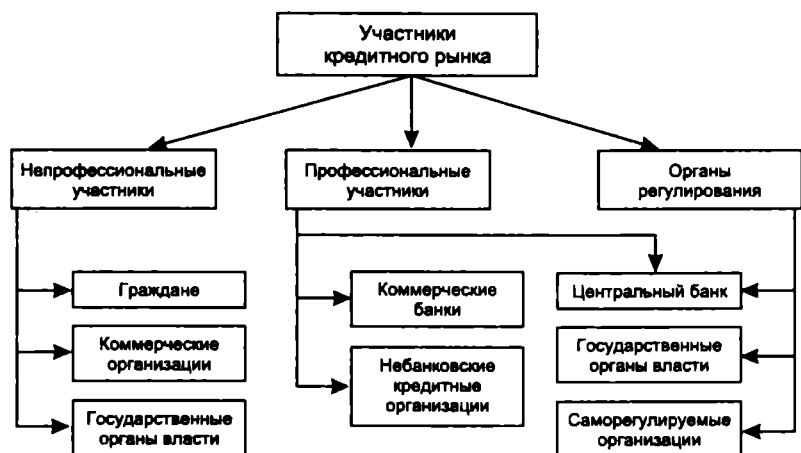 Участники
кредитного рынка
Непрофессиональные
участники
Профессиональные
участники
Органы
регулирования
Граждане
Коммерческие
организации
Государственные
органы власти
Коммерческие
банки
Небанковские
кредитные
организации
Центральный банк
Государственные
органы власти
Саморегулируемые
организации